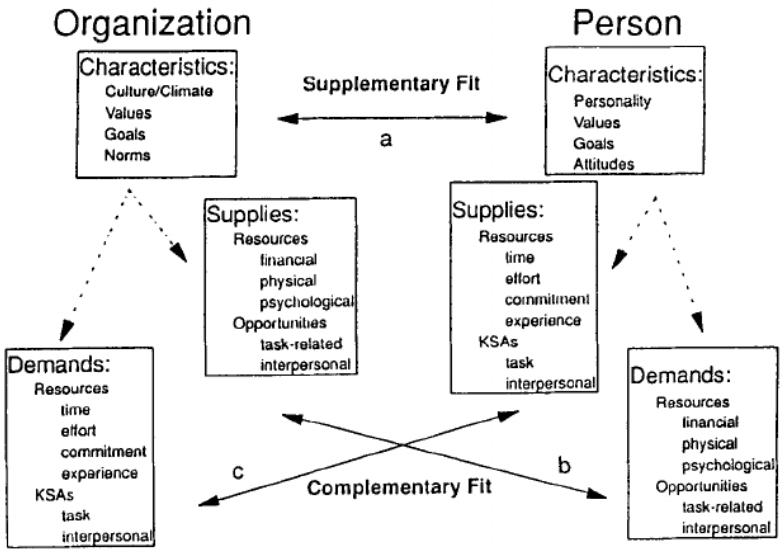 Organization
Person
Characteristics:
Culture/Climate
Values
Goals
Norms
Supplementary Fit
a
Characteristics:
Personality
Values
Goals
Attitudes
Supplies:
Resources
financial
physical
psychological
Opportunities
task-related
interpersonal
Supplies:
Resources
time
effort
commitment
experience
KSAs
task
interpersonal
Demands:
Resources
time
effort
commitment
experience
KSAs
task
interpersonal
Demands:
Resources
financial
physical
psychological
Opportunities
task-related
interpersonal
c
b
Complementary Fit